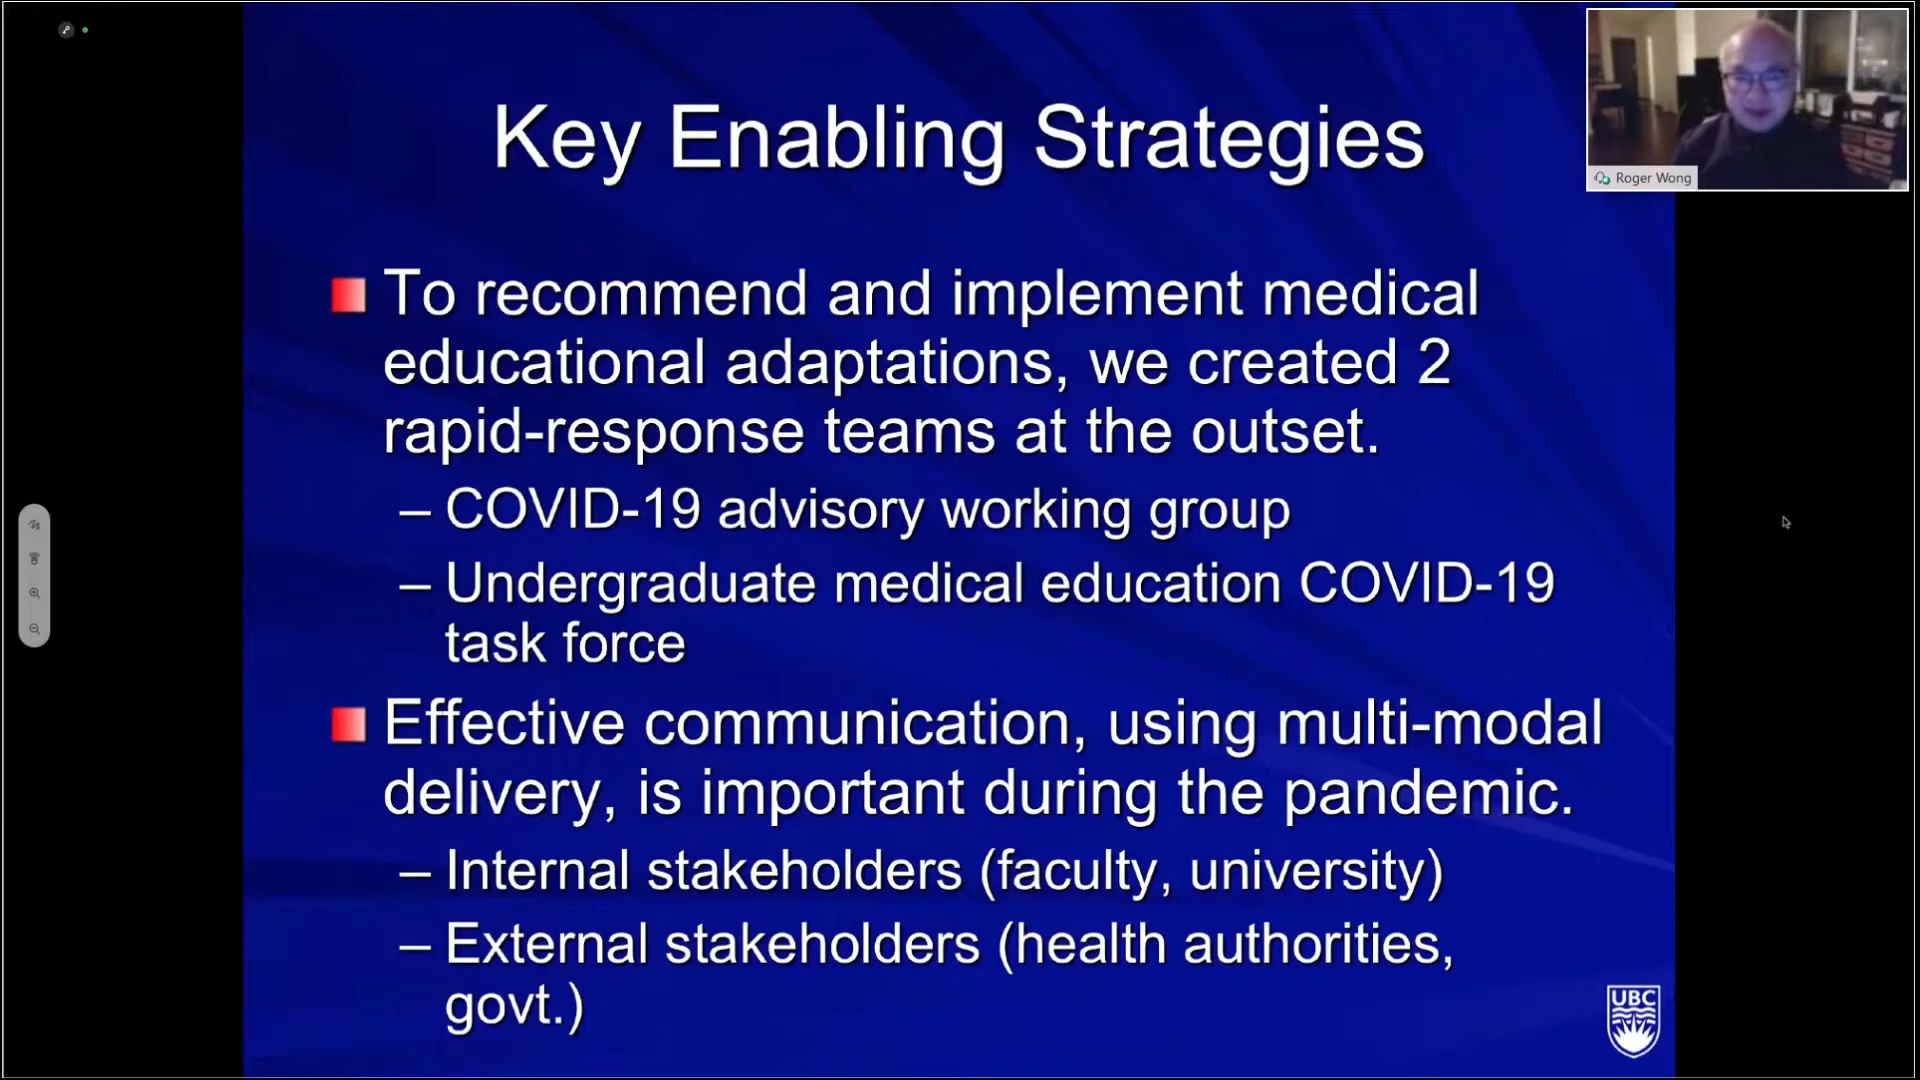 Key Enabling Strategies
Roger Wong
To recommend and implement medical
educational adaptations, we created 2
rapid-response teams at the outset.
– COVID-19 advisory working group
– Undergraduate medical education COVID-19
task force
Effective communication, using multi-modal
delivery, is important during the pandemic.
– Internal stakeholders (faculty, university)
– External stakeholders (health authorities,
govt.)
UBC